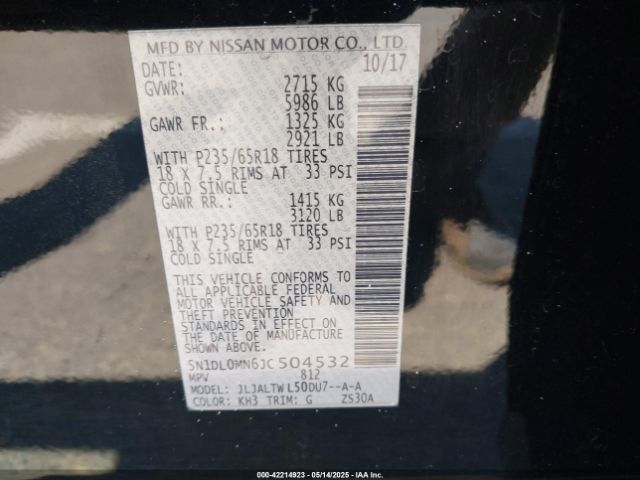 MFD BY NISSAN MOTOR CO., LTD.
DATE: 10/17
GVWR: 2715 KG
5986 LB
GAWR FR.: 1325 KG
2921 LB
WITH P235/65R18 TIRES
18 X 7.5 RIMS AT 33 PSI
COLD SINGLE
GAWR RR.: 1415 KG
3120 LB
WITH P235/65R18 TIRES
18 X 7.5 RIMS AT 33 PSI
COLD SINGLE
THIS VEHICLE CONFORMS TO
ALL APPLICABLE FEDERAL
MOTOR VEHICLE SAFETY AND
THEFT PREVENTION
STANDARDS IN EFFECT ON
THE DATE OF MANUFACTURE
SHOWN ABOVE.
5N1DL0MN6JC504532
MPV 812
MODEL: JLJALTWL50DU7--A-A
COLOR: KH3 TRIM: G ZS30A
000-42214923 | 05/14/2025 - IAAI.COM